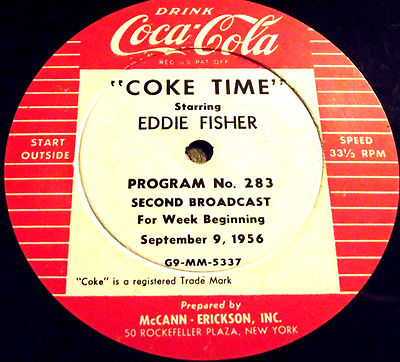 DRINK
Coca-Cola
REG. U.S. PAT. OFF.
"COKE TIME"
Starring
EDDIE FISHER
START
OUTSIDE
SPEED
33⅓ RPM
PROGRAM No. 283
SECOND BROADCAST
For Week Beginning
September 9, 1956
G9-MM-5337
"Coke" is a registered Trade Mark
Prepared by
McCANN - ERICKSON, INC.
50 ROCKEFELLER PLAZA, NEW YORK